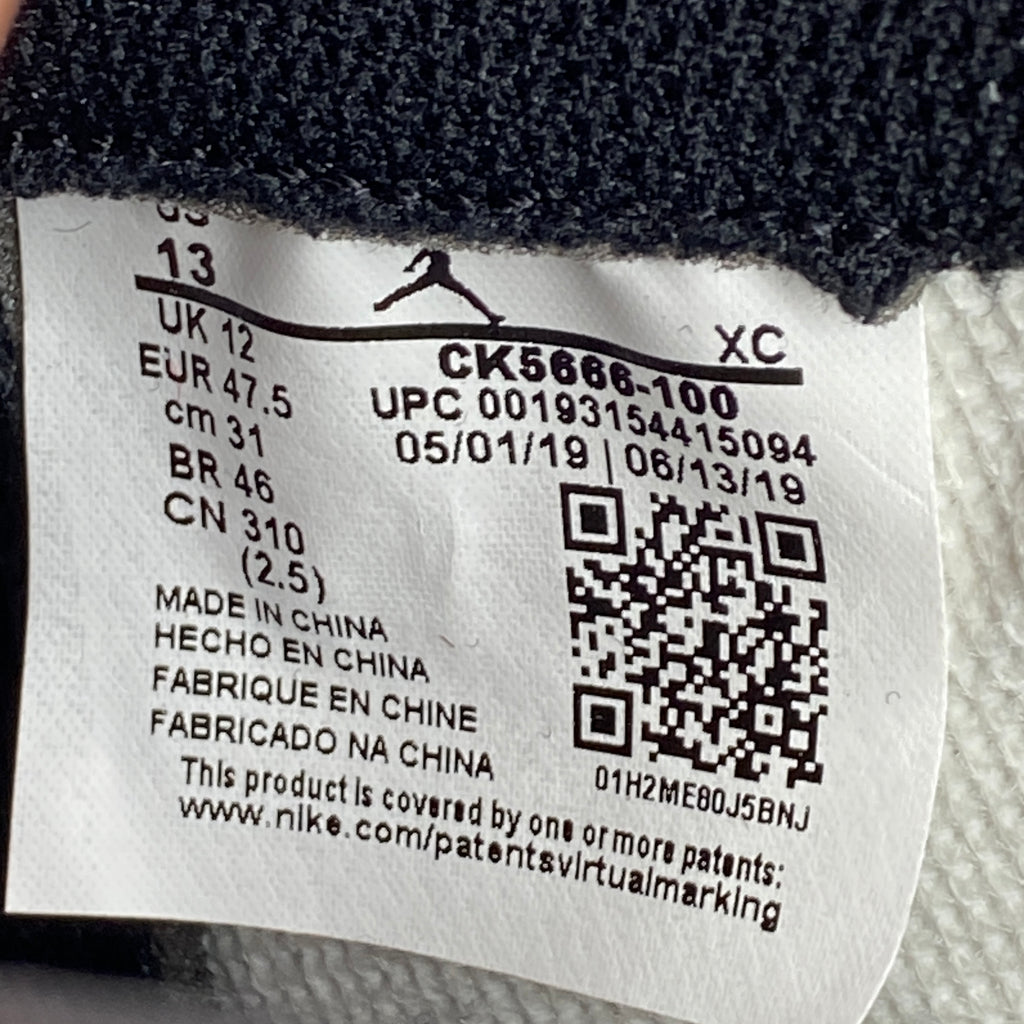 US
13
XC
UK 12
EUR 47.5
cm 31
BR 46
CN 310
(2.5)
CK5666-100
UPC 00193154415094
05/01/19 | 06/13/19
MADE IN CHINA
HECHO EN CHINA
FABRIQUE EN CHINE
FABRICADO NA CHINA
01H2ME80J5BNJ
This product is covered by one or more patents:
www.nike.com/patentsvirtualmarking